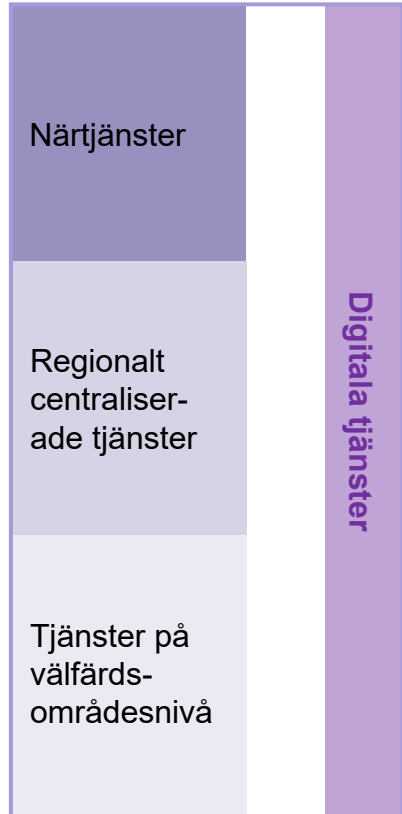 Närtjänster
Regionalt
centraliser-
ade tjänster
Tjänster på
välfärds-
områdesnivå
Digitala tjänster